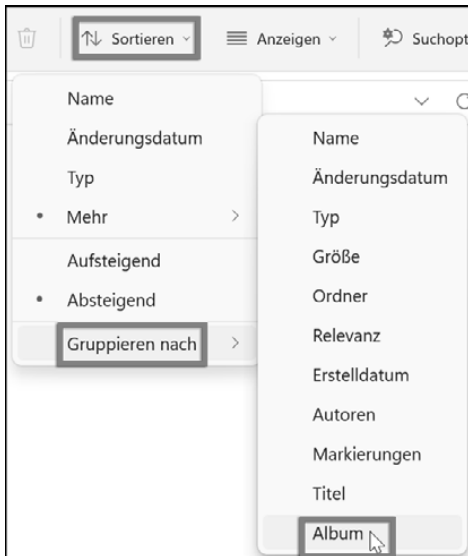 Sortieren
Anzeigen
Suchopt
Name
Änderungsdatum
Typ
Mehr
Aufsteigend
Absteigend
Gruppieren nach
Name
Änderungsdatum
Typ
Größe
Ordner
Relevanz
Erstelldatum
Autoren
Markierungen
Titel
Album